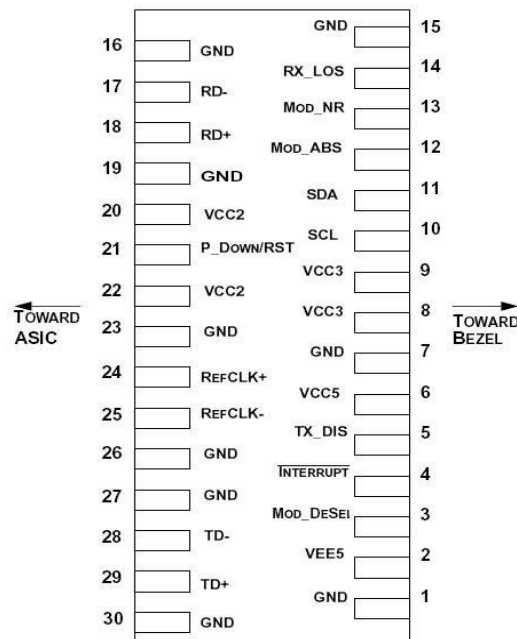 16 GND
17 RD-
18 RD+
19 GND
20 VCC2
21 P_DOWN/RST
22 VCC2
23 GND
24 REFCLK+
25 REFCLK-
26 GND
27 GND
28 TD-
29 TD+
30 GND
TOWARD
ASIC
GND 15
RX_LOS 14
MOD_NR 13
MOD_ABS 12
SDA 11
SCL 10
VCC3 9
VCC3 8
GND 7
VCC5 6
TX_DIS 5
INTERRUPT 4
MOD_DESEL 3
VEE5 2
GND 1
TOWARD
BEZEL